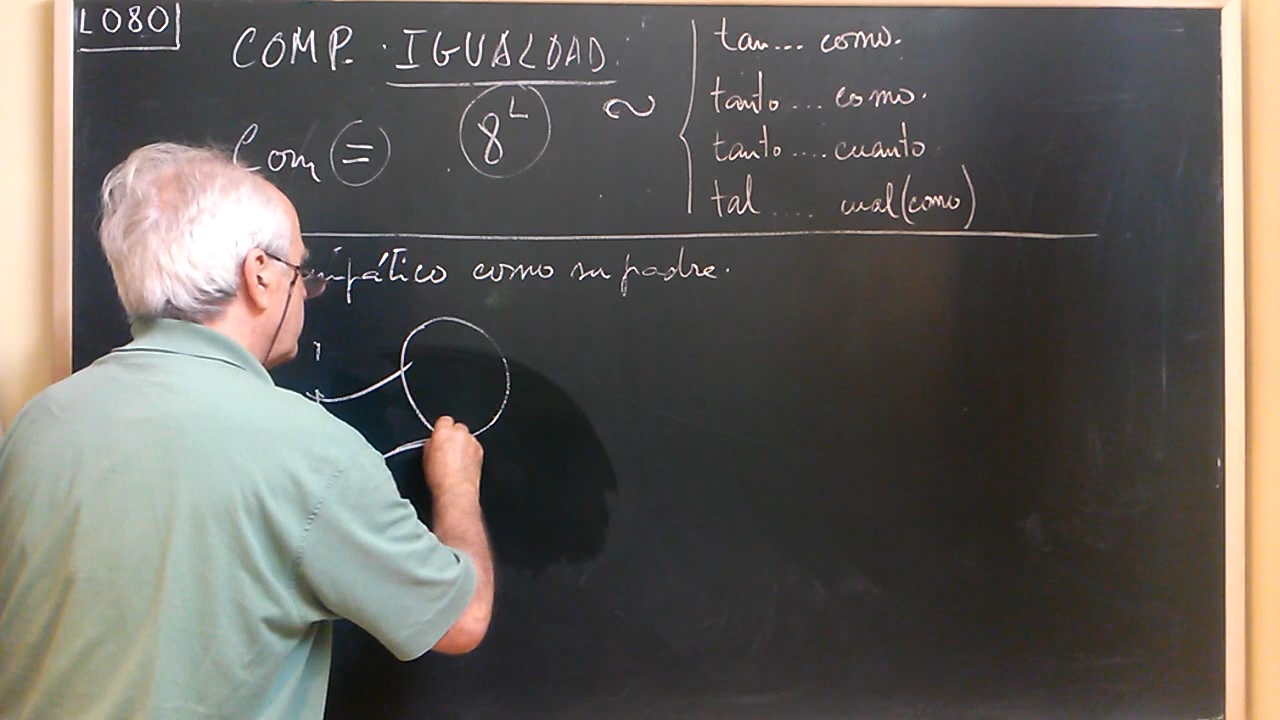 L080
COMP. IGUALDAD
Com (=) 8L ~
tan... como.
tanto... como.
tanto.... cuanto
tal .... cual (como)
como su padre.